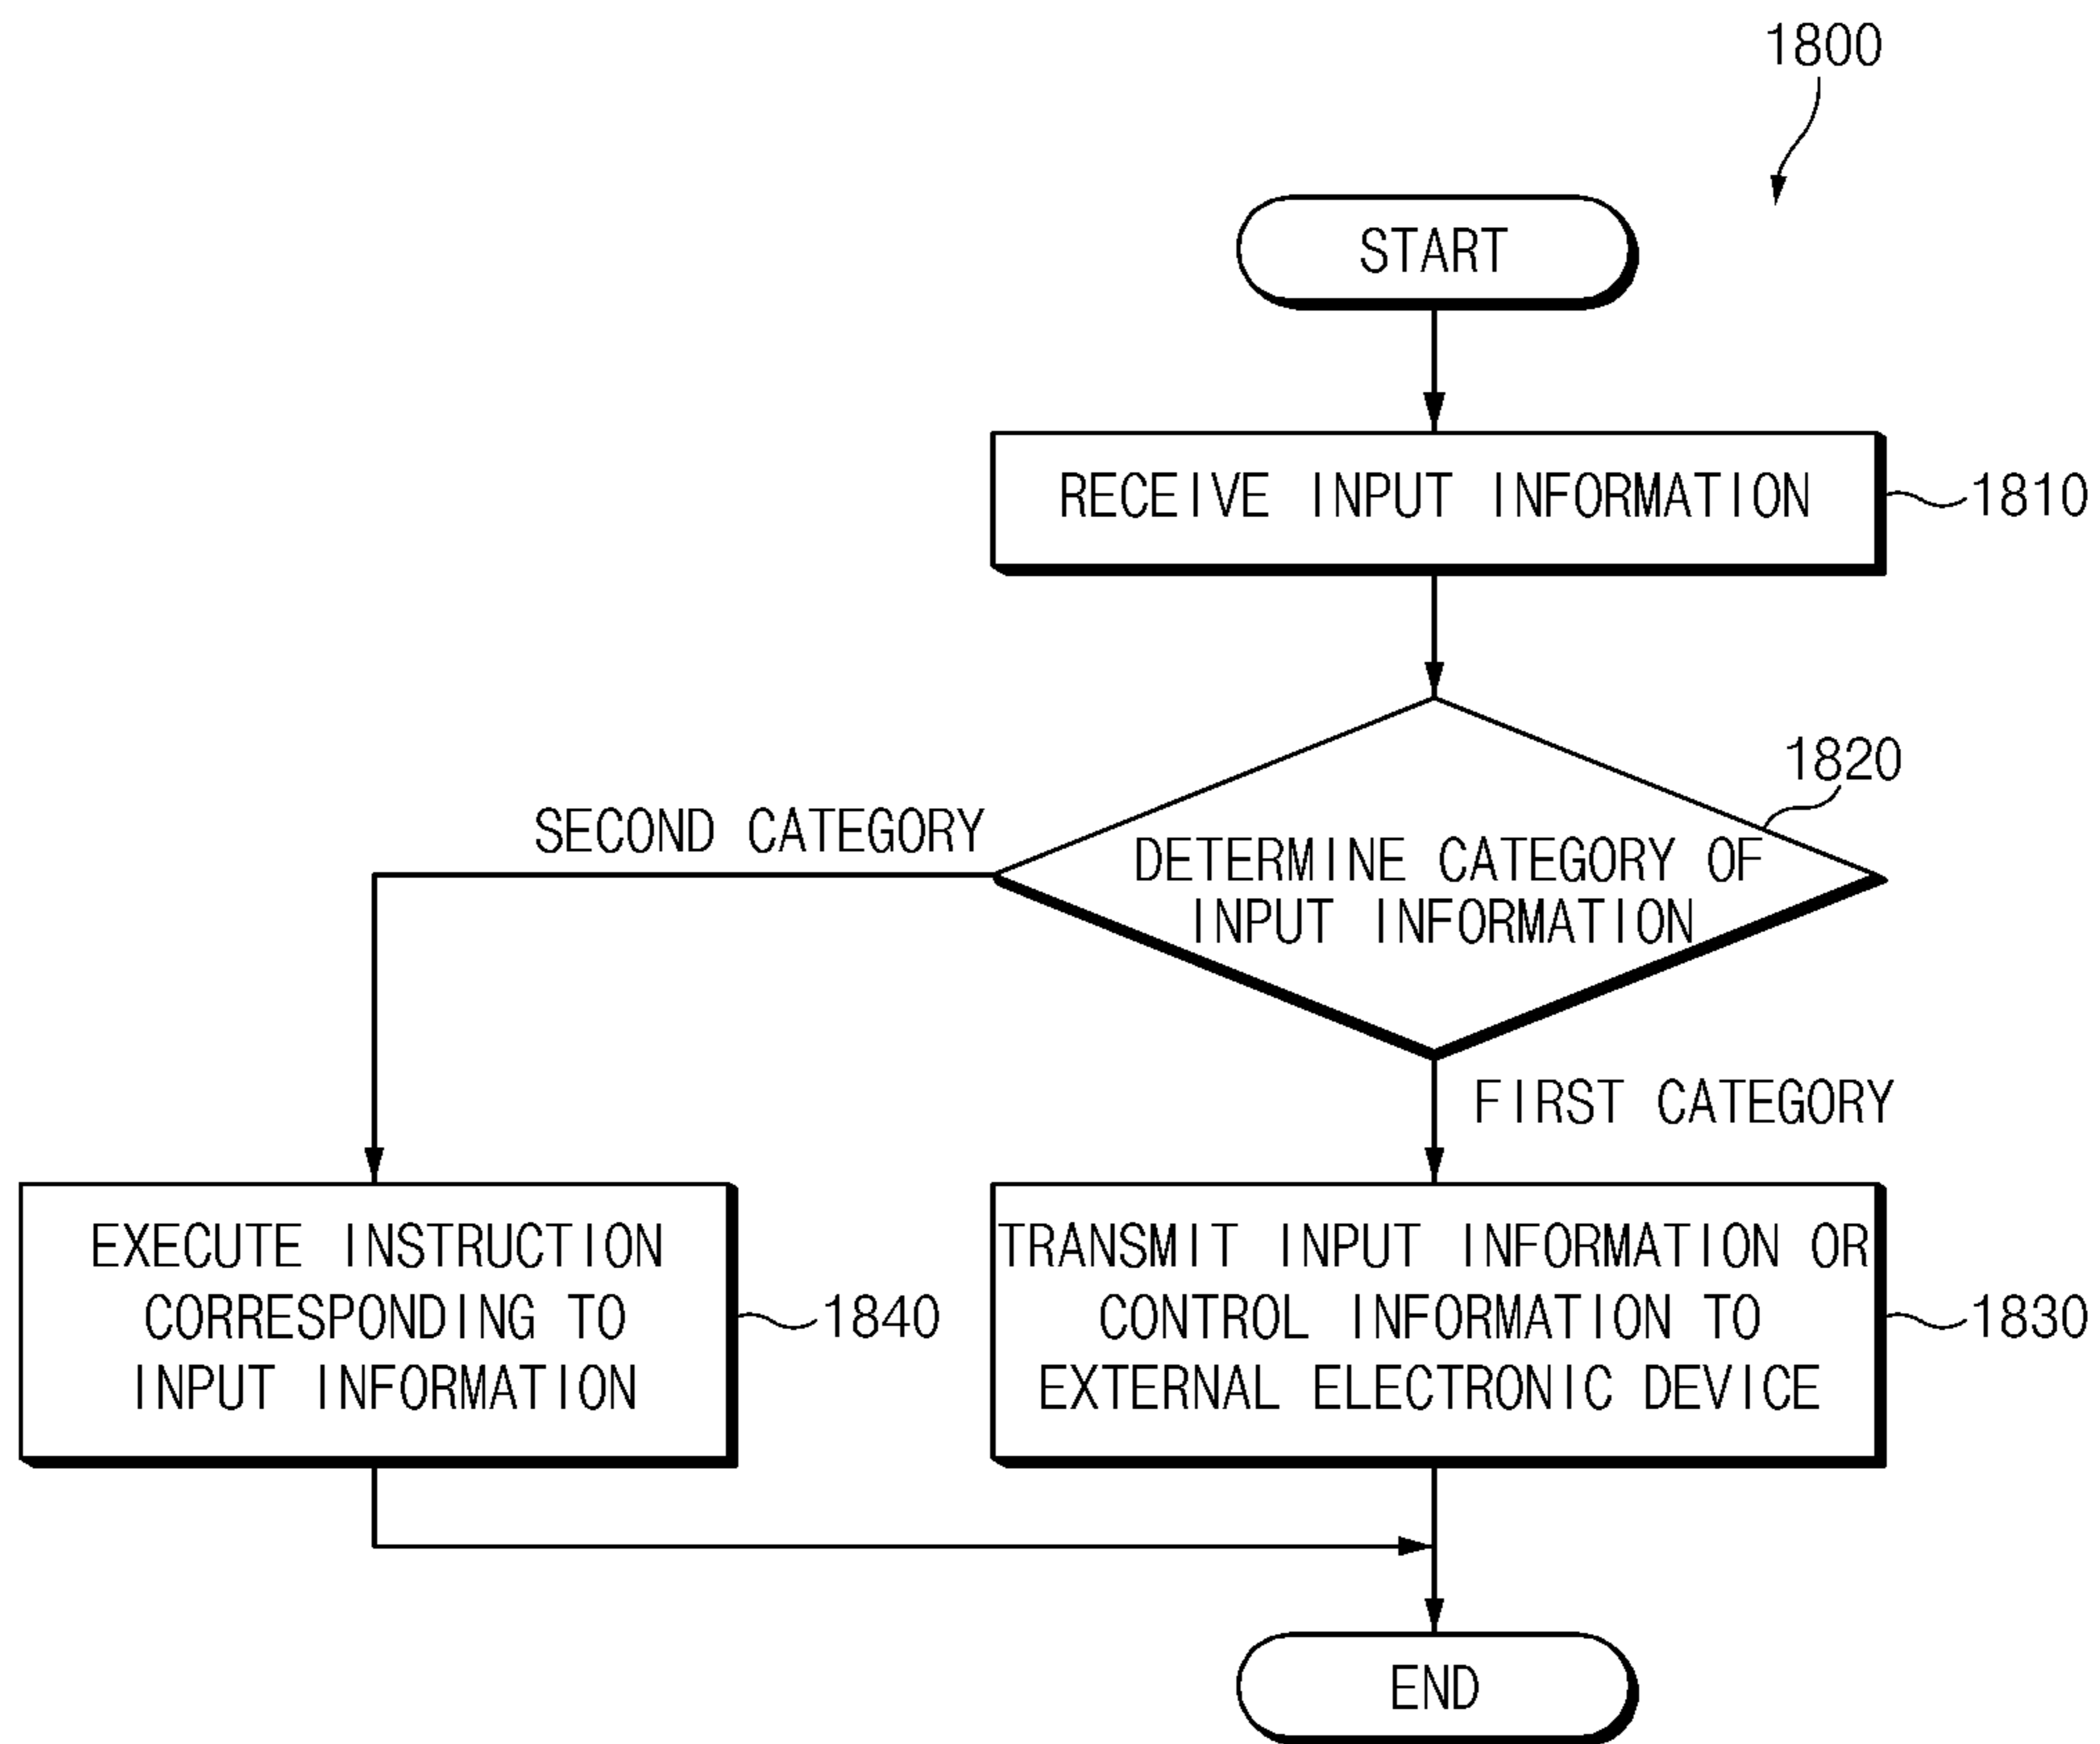 1800
START
RECEIVE INPUT INFORMATION
1810
1820
SECOND CATEGORY
DETERMINE CATEGORY OF
INPUT INFORMATION
FIRST CATEGORY
EXECUTE INSTRUCTION
CORRESPONDING TO
INPUT INFORMATION
1840
TRANSMIT INPUT INFORMATION OR
CONTROL INFORMATION TO
EXTERNAL ELECTRONIC DEVICE
1830
END